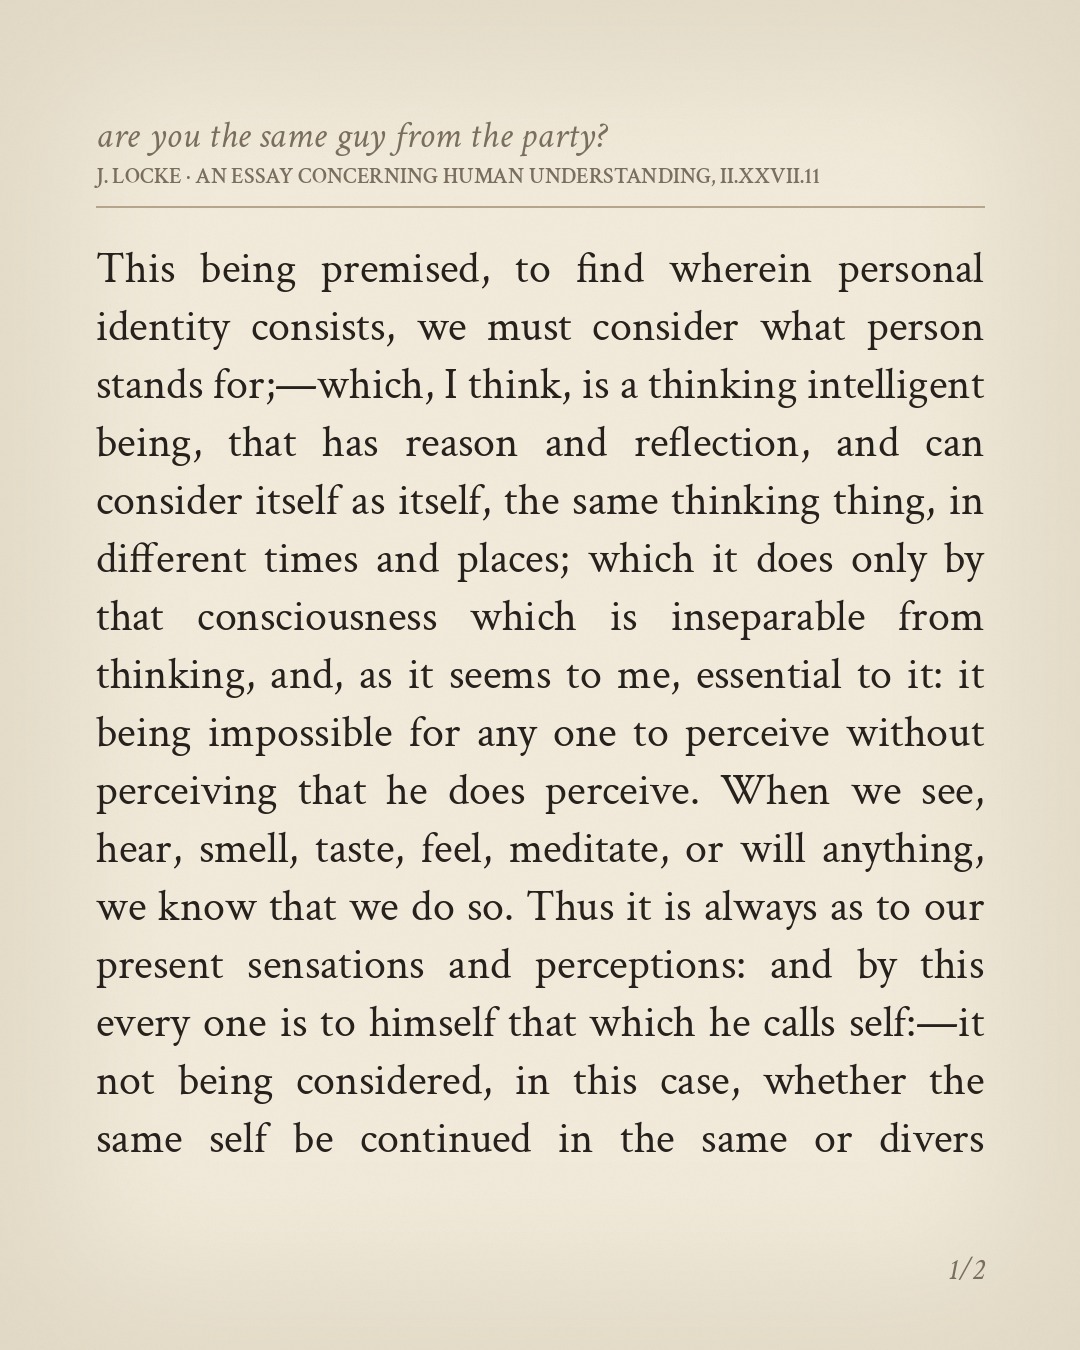 are you the same guy from the party?
J. LOCKE · AN ESSAY CONCERNING HUMAN UNDERSTANDING, II.XXVII.11
This being premised, to find wherein personal
identity consists, we must consider what person
stands for;—which, I think, is a thinking intelligent
being, that has reason and reflection, and can
consider itself as itself, the same thinking thing, in
different times and places; which it does only by
that consciousness which is inseparable from
thinking, and, as it seems to me, essential to it: it
being impossible for any one to perceive without
perceiving that he does perceive. When we see,
hear, smell, taste, feel, meditate, or will anything,
we know that we do so. Thus it is always as to our
present sensations and perceptions: and by this
every one is to himself that which he calls self:—it
not being considered, in this case, whether the
same self be continued in the same or divers
1/2